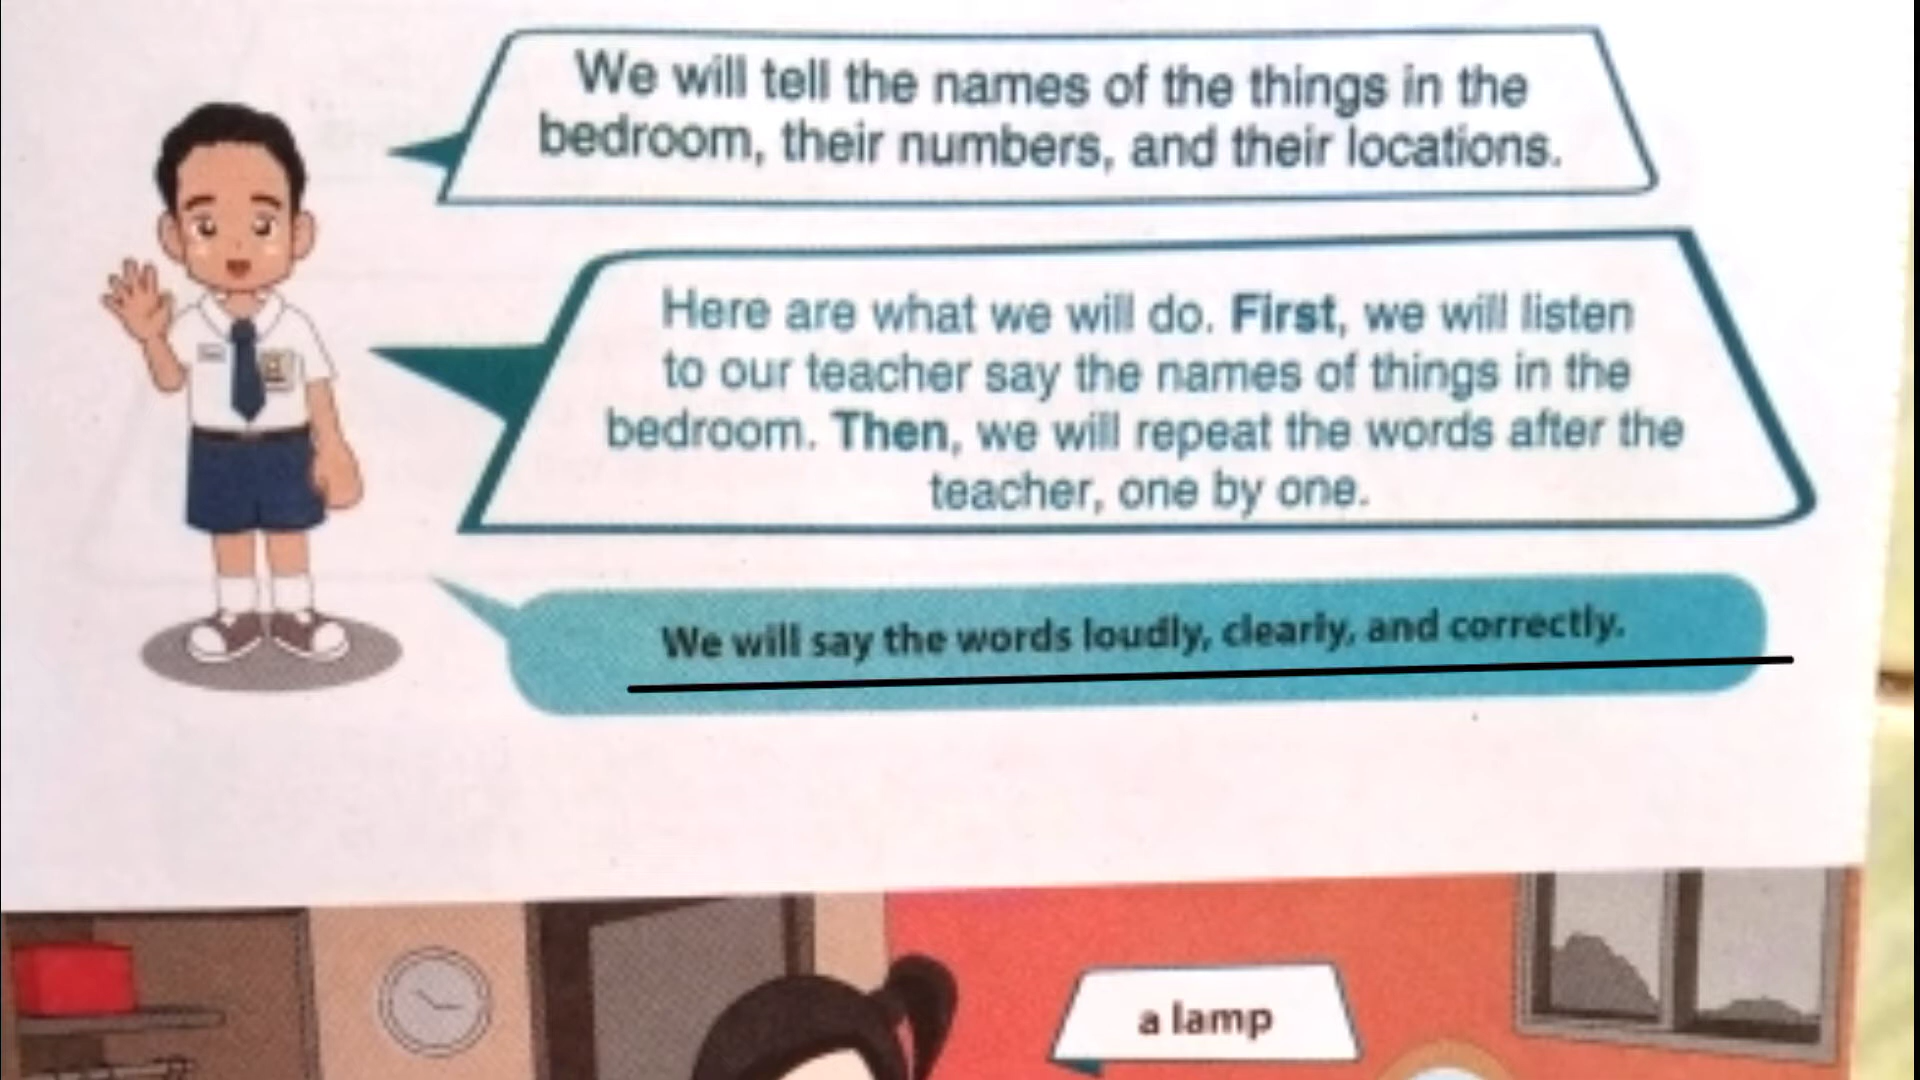 We will tell the names of the things in the
bedroom, their numbers, and their locations.
Here are what we will do. First, we will listen
to our teacher say the names of things in the
bedroom. Then, we will repeat the words after the
teacher, one by one.
We will say the words loudly, clearly, and correctly.
a lamp